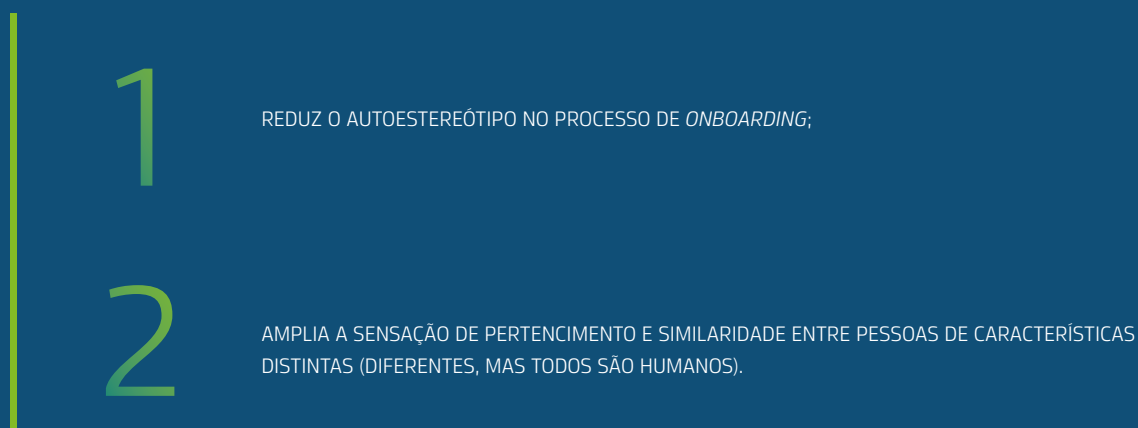 1
REDUZ O AUTOESTEREÓTIPO NO PROCESSO DE ONBOARDING;
2
AMPLIA A SENSAÇÃO DE PERTENCIMENTO E SIMILARIDADE ENTRE PESSOAS DE CARACTERÍSTICAS
DISTINTAS (DIFERENTES, MAS TODOS SÃO HUMANOS).